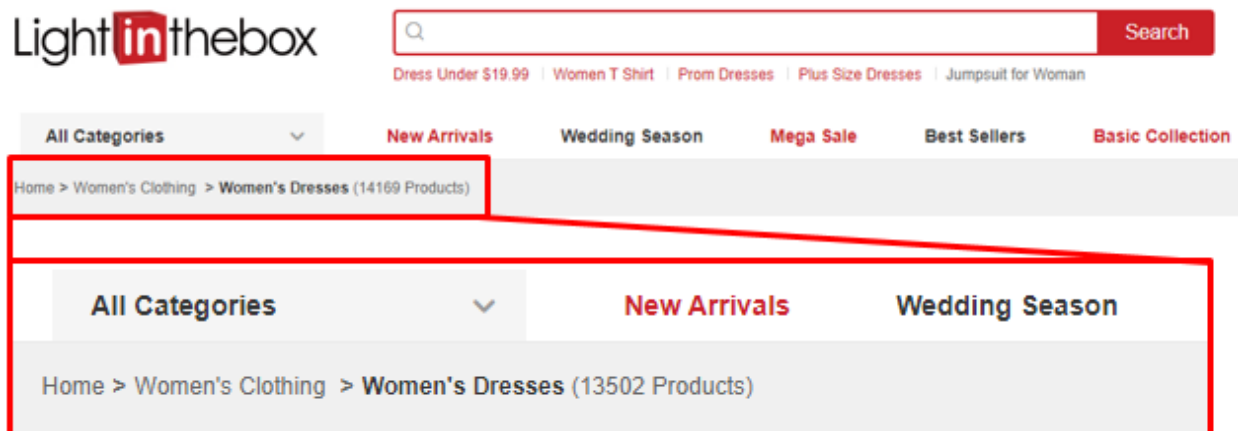 Lightinthebox
Search
Dress Under $19.99 | Women T Shirt | Prom Dresses | Plus Size Dresses | Jumpsuit for Woman
All Categories New Arrivals Wedding Season Mega Sale Best Sellers Basic Collection
Home > Women's Clothing > Women's Dresses (14169 Products)
All Categories New Arrivals Wedding Season
Home > Women's Clothing > Women's Dresses (13502 Products)